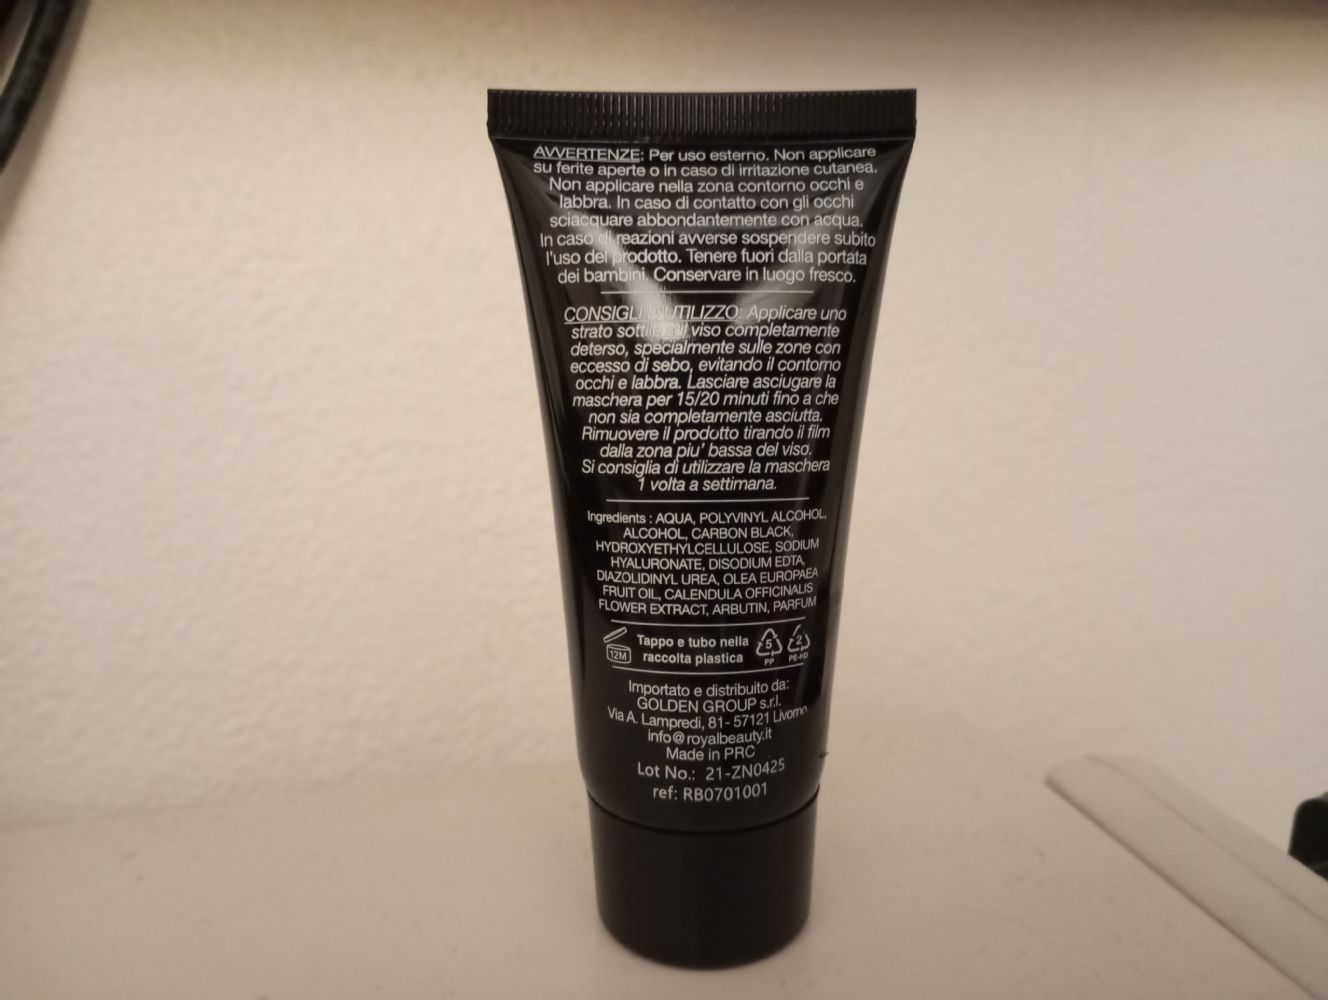 AVVERTENZE: Per uso esterno. Non applicare
su ferite aperte o in caso di irritazione cutanea.
Non applicare nella zona contorno occhi e
labbra. In caso di contatto con gli occhi
sciacquare abbondantemente con acqua.
In caso di reazioni avverse sospendere subito
l'uso del prodotto. Tenere fuori dalla portata
dei bambini. Conservare in luogo fresco.
CONSIGLI D'UTILIZZO: Applicare uno
strato sottile sul viso completamente
deterso, specialmente sulle zone con
eccesso di sebo, evitando il contorno
occhi e labbra. Lasciare asciugare la
maschera per 15/20 minuti fino a che
non sia completamente asciutta.
Rimuovere il prodotto tirando il film
dalla zona piu' bassa del viso.
Si consiglia di utilizzare la maschera
1 volta a settimana.
Ingredients : AQUA, POLYVINYL ALCOHOL,
ALCOHOL, CARBON BLACK,
HYDROXYETHYLCELLULOSE, SODIUM
HYALURONATE, DISODIUM EDTA,
DIAZOLIDINYL UREA, OLEA EUROPAEA
FRUIT OIL, CALENDULA OFFICINALIS
FLOWER EXTRACT, ARBUTIN, PARFUM
12M
Tappo e tubo nella
raccolta plastica
5
PP
2
PE-HD
Importato e distribuito da:
GOLDEN GROUP s.r.l.
Via A. Lampredi, 81- 57121 Livorno
info@royalbeauty.it
Made in PRC
Lot No.: 21-ZN0425
ref: RB0701001